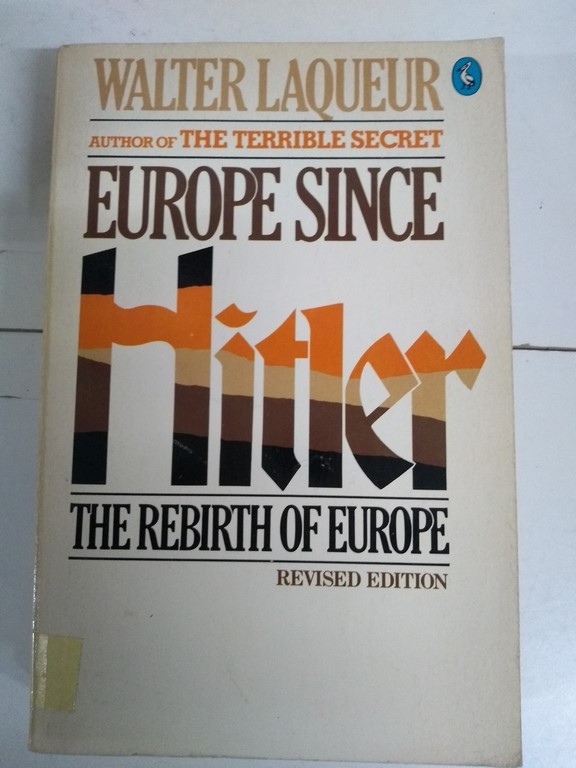 WALTER LAQUEUR
AUTHOR OF THE TERRIBLE SECRET
EUROPE SINCE
Hitler
THE REBIRTH OF EUROPE
REVISED EDITION